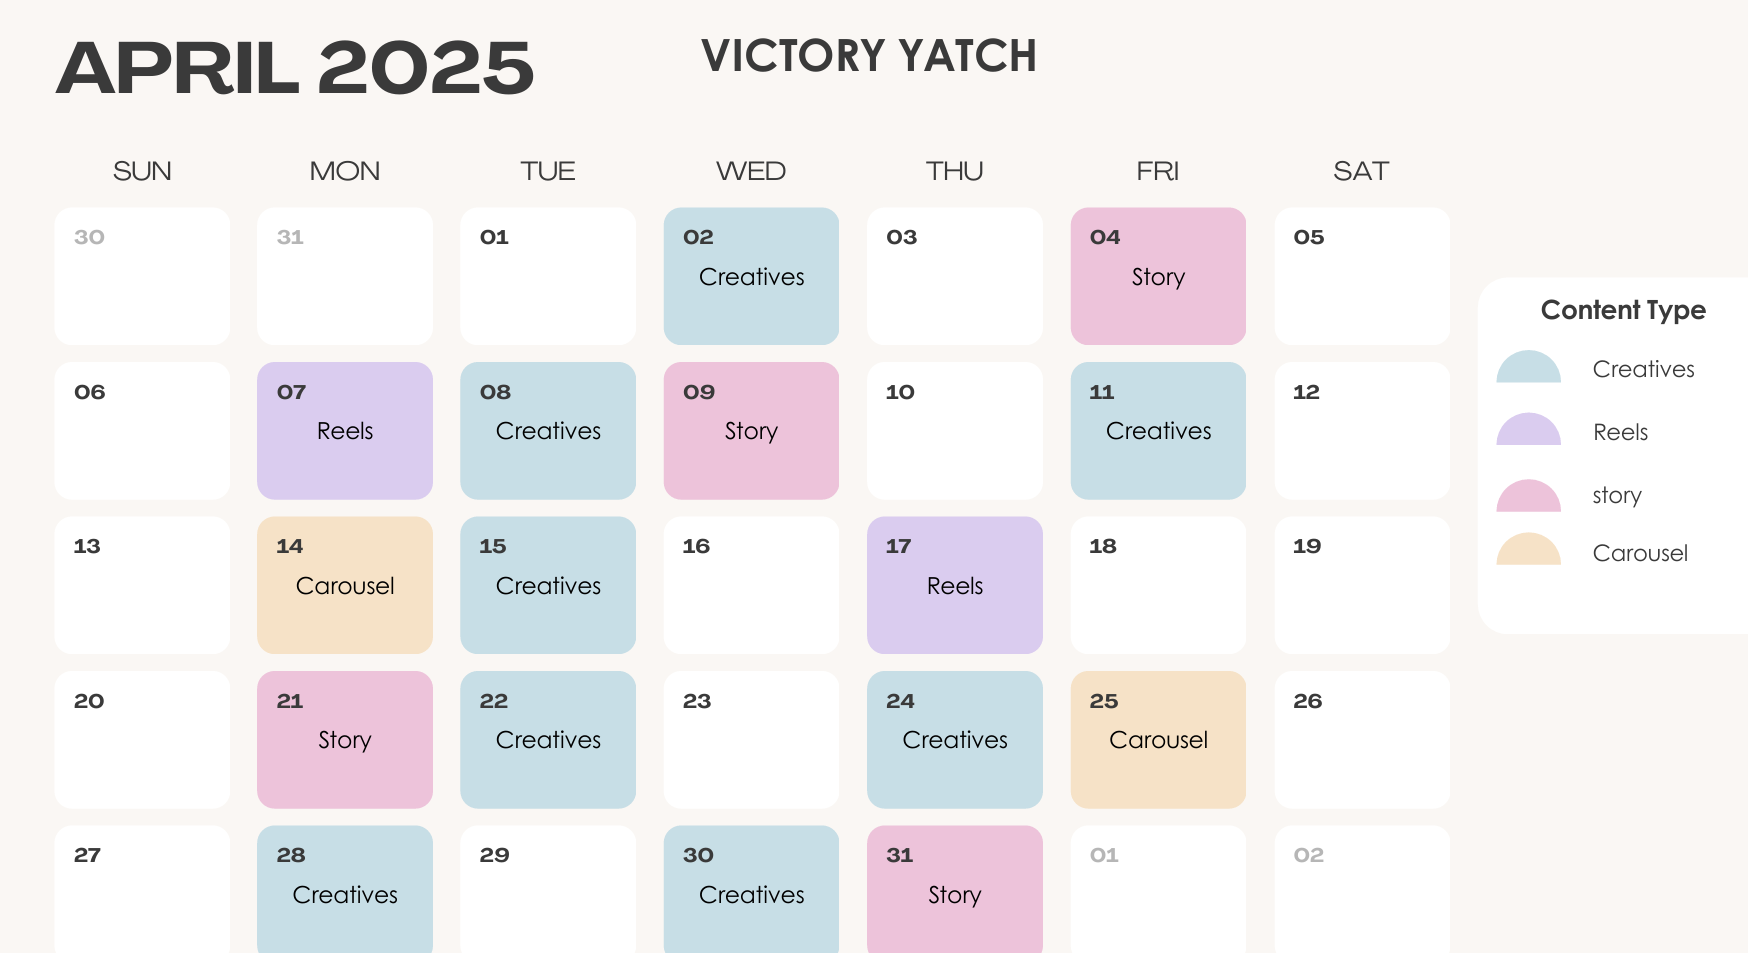 APRIL 2025
VICTORY YATCH
SUN MON TUE WED THU FRI SAT
30 31 01 02 03 04 05
Creatives Story
06 07 08 09 10 11 12
Reels Creatives Story Creatives
13 14 15 16 17 18 19
Carousel Creatives Reels
20 21 22 23 24 25 26
Story Creatives Creatives Carousel
27 28 29 30 31 01 02
Creatives Creatives Story
Content Type
Creatives
Reels
story
Carousel